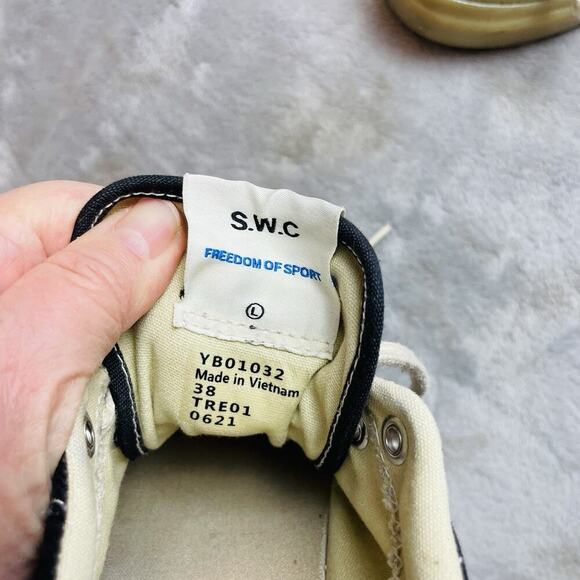 S.W.C
FREEDOM OF SPORT
L
YB01032
Made in Vietnam
38
TRE01
0621